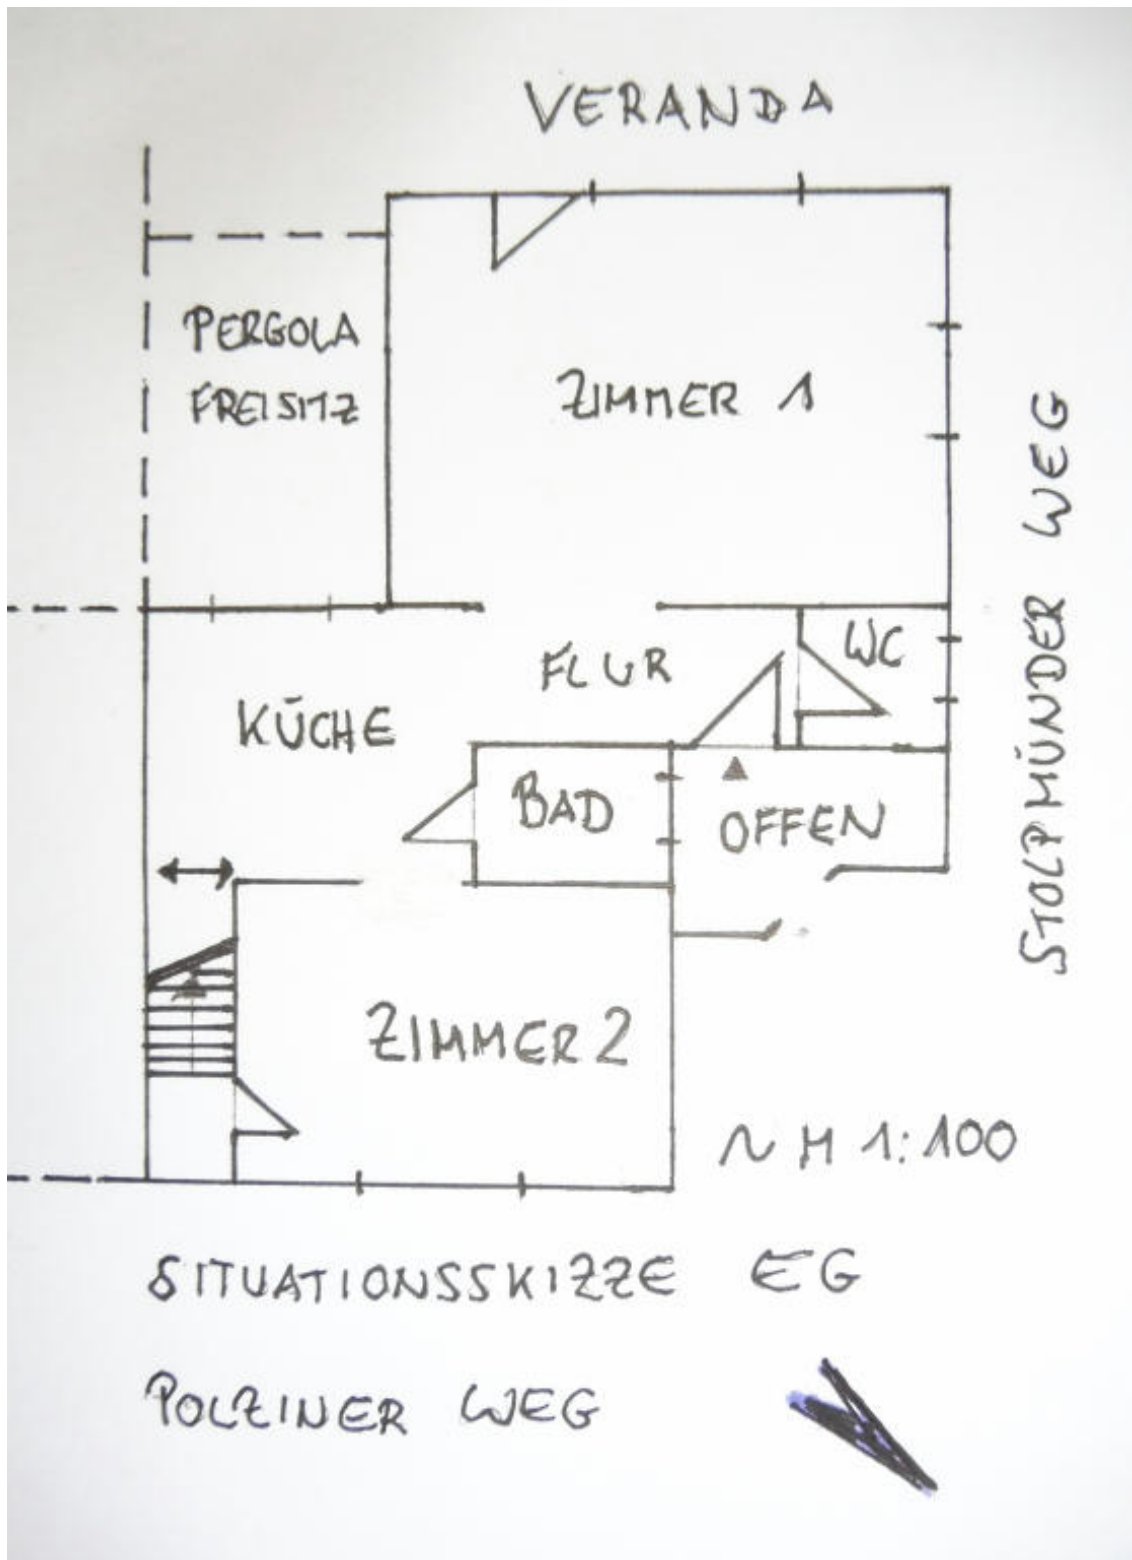 VERANDA
PERGOLA
FREISITZ
ZIMMER 1
STOLPMÜNDER WEG
FLUR
WC
KÜCHE
BAD
OFFEN
ZIMMER 2
~ M 1:100
SITUATIONSSKIZZE EG
POLZINER WEG